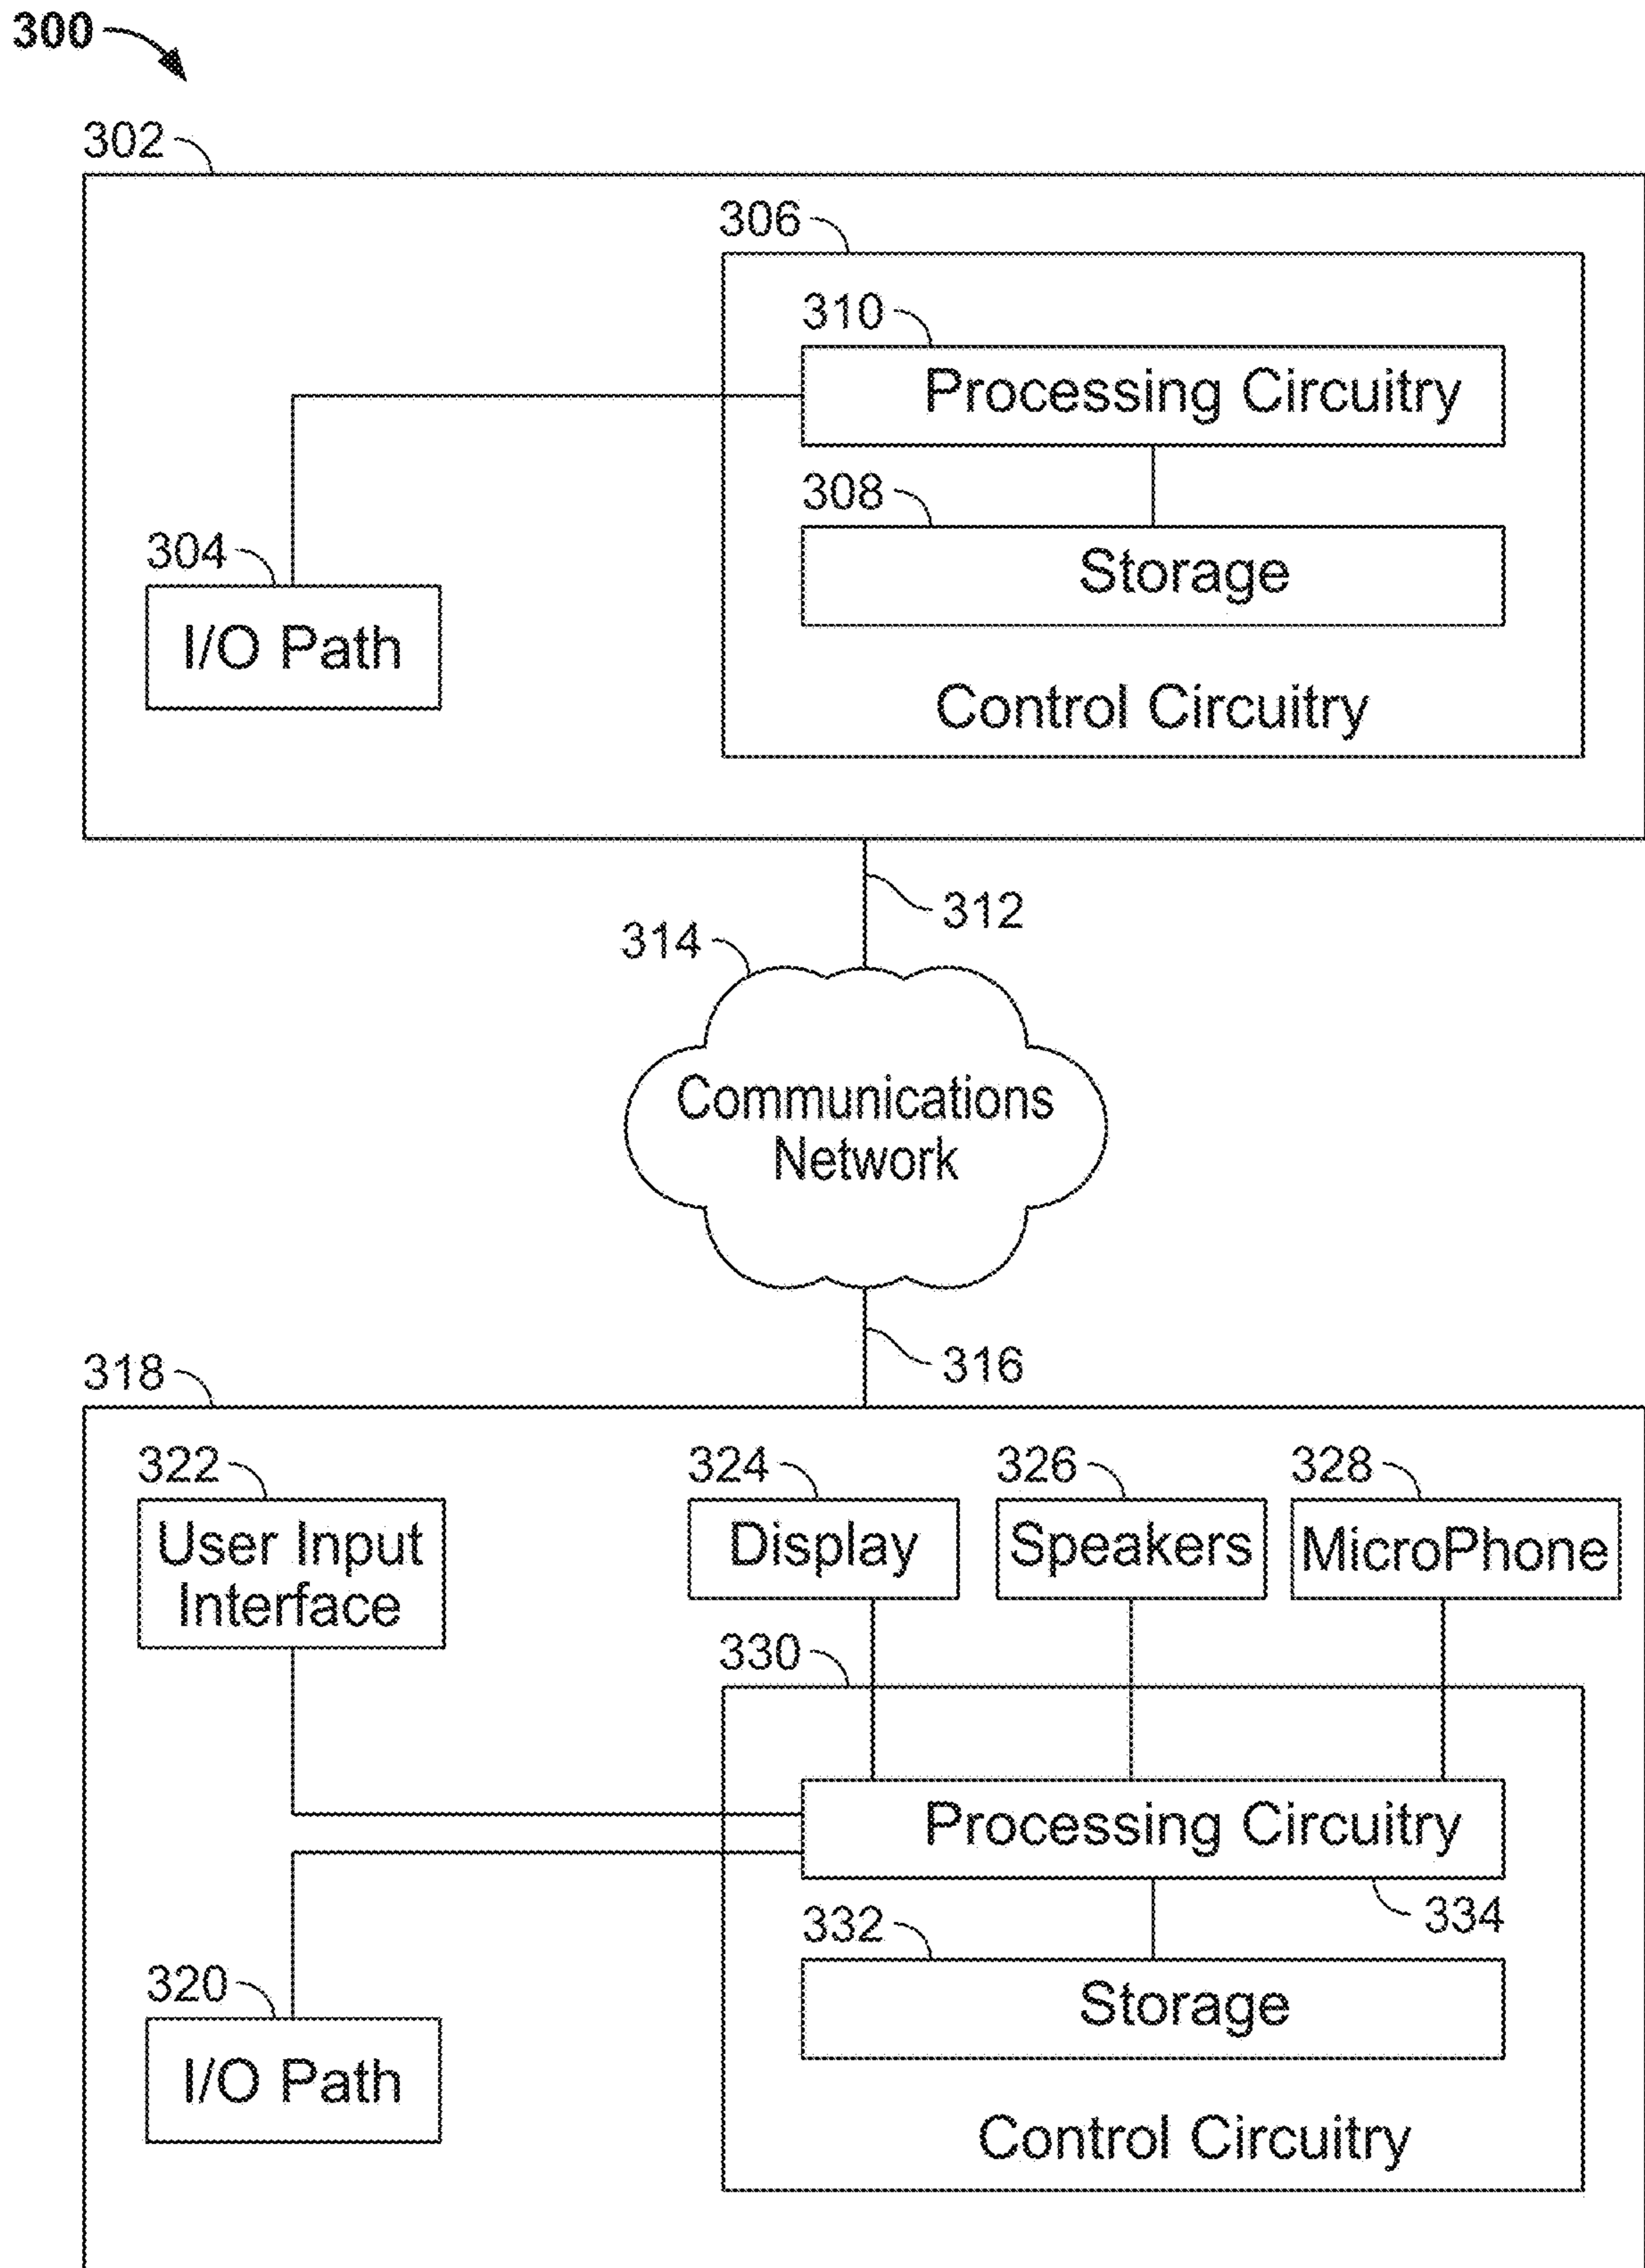 300
302
306
310
Processing Circuitry
308
Storage
304
I/O Path
Control Circuitry
312
314
Communications
Network
316
318
322
324
326
328
User Input
Interface
Display
Speakers
MicroPhone
330
Processing Circuitry
334
332
Storage
320
I/O Path
Control Circuitry